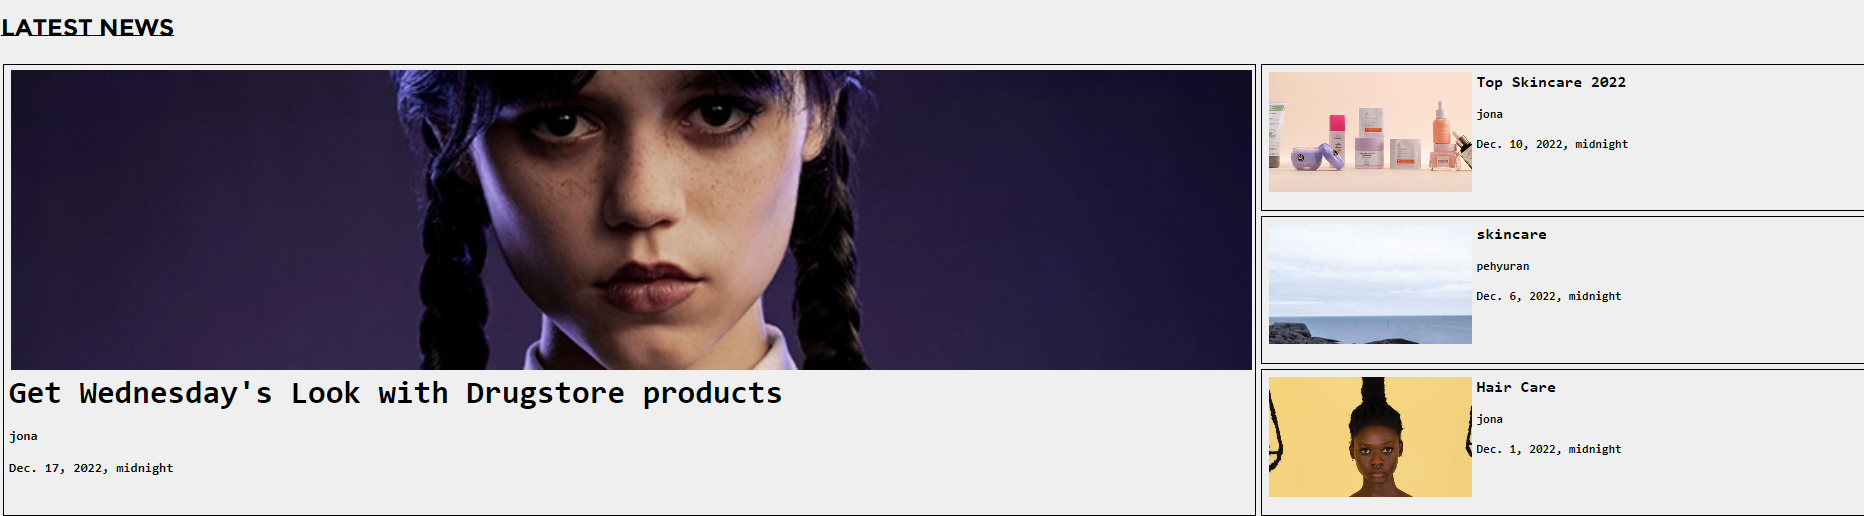 LATEST NEWS
Get Wednesday's Look with Drugstore products
jona
Dec. 17, 2022, midnight
Top Skincare 2022
jona
Dec. 10, 2022, midnight
skincare
pehyuran
Dec. 6, 2022, midnight
Hair Care
jona
Dec. 1, 2022, midnight